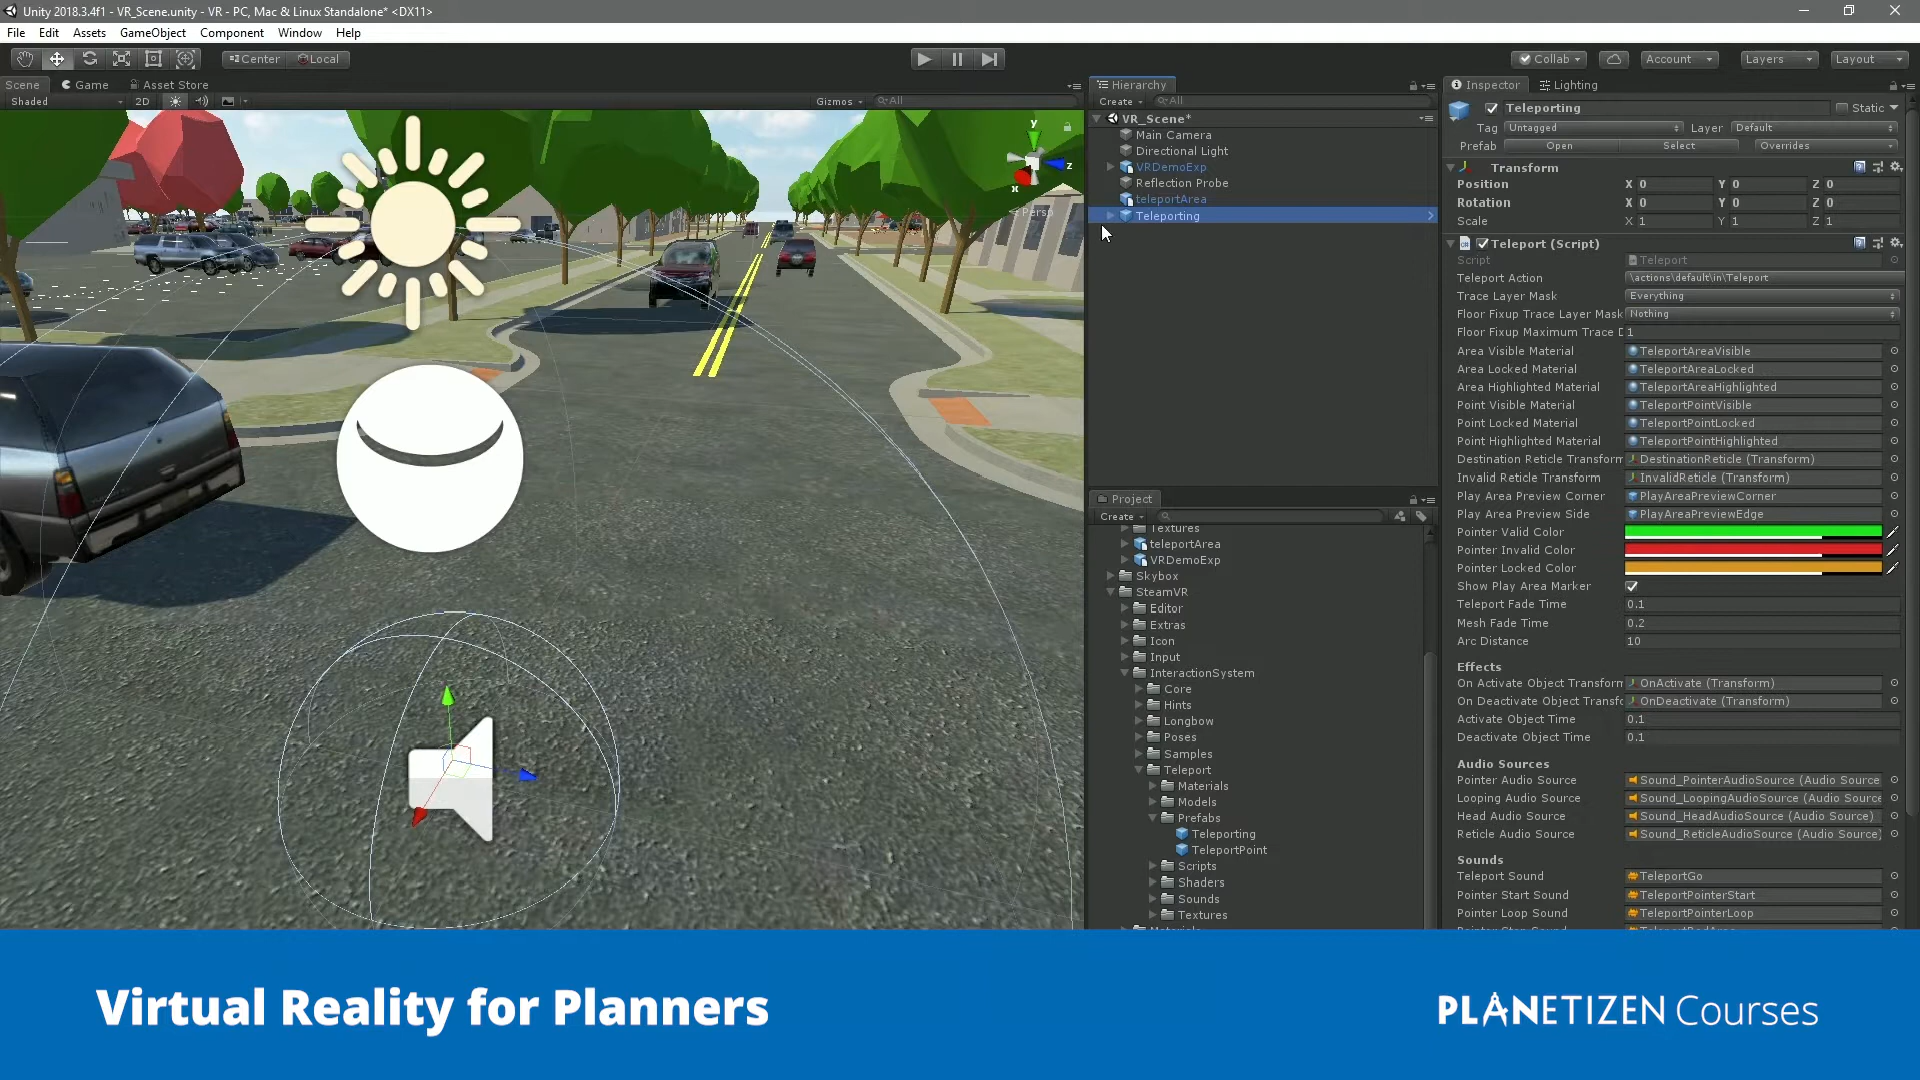 Unity 2018.3.4f1 - VR_Scene.unity - VR - PC, Mac & Linux Standalone* <DX11>
File Edit Assets GameObject Component Window Help
Center Local
Collab Account Layers Layout
Scene Game Asset Store
Shaded 2D Gizmos All
y
z
x
Persp
Hierarchy
Create All
VR_Scene*
Main Camera
Directional Light
VRDemoExp
Reflection Probe
teleportArea
Teleporting
Project
Create
Textures
teleportArea
VRDemoExp
Skybox
SteamVR
Editor
Extras
Icon
Input
InteractionSystem
Core
Hints
Longbow
Poses
Samples
Teleport
Materials
Models
Prefabs
Teleporting
TeleportPoint
Scripts
Shaders
Sounds
Textures
Inspector Lighting
Teleporting Static
Tag Untagged Layer Default
Prefab Open Select Overrides
Transform
Position X 0 Y 0 Z 0
Rotation X 0 Y 0 Z 0
Scale X 1 Y 1 Z 1
Teleport (Script)
Script Teleport
Teleport Action \actions\default\in\Teleport
Trace Layer Mask Everything
Floor Fixup Trace Layer Mask Nothing
Floor Fixup Maximum Trace D 1
Area Visible Material TeleportAreaVisible
Area Locked Material TeleportAreaLocked
Area Highlighted Material TeleportAreaHighlighted
Point Visible Material TeleportPointVisible
Point Locked Material TeleportPointLocked
Point Highlighted Material TeleportPointHighlighted
Destination Reticle Transform DestinationReticle (Transform)
Invalid Reticle Transform InvalidReticle (Transform)
Play Area Preview Corner PlayAreaPreviewCorner
Play Area Preview Side PlayAreaPreviewEdge
Pointer Valid Color
Pointer Invalid Color
Pointer Locked Color
Show Play Area Marker
Teleport Fade Time 0.1
Mesh Fade Time 0.2
Arc Distance 10
Effects
On Activate Object Transform OnActivate (Transform)
On Deactivate Object Transfo OnDeactivate (Transform)
Activate Object Time 0.1
Deactivate Object Time 0.1
Audio Sources
Pointer Audio Source Sound_PointerAudioSource (Audio Source
Looping Audio Source Sound_LoopingAudioSource (Audio Source
Head Audio Source Sound_HeadAudioSource (Audio Source)
Reticle Audio Source Sound_ReticleAudioSource (Audio Source)
Sounds
Teleport Sound TeleportGo
Pointer Start Sound TeleportPointerStart
Pointer Loop Sound TeleportPointerLoop
Virtual Reality for Planners
PLANETIZEN Courses